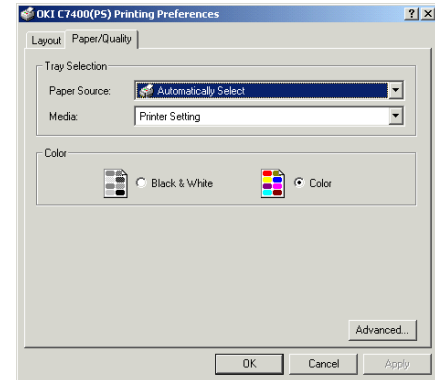 OKI C7400(PS) Printing Preferences
Layout Paper/Quality
Tray Selection
Paper Source: Automatically Select
Media: Printer Setting
Color
Black & White Color
Advanced...
OK Cancel Apply